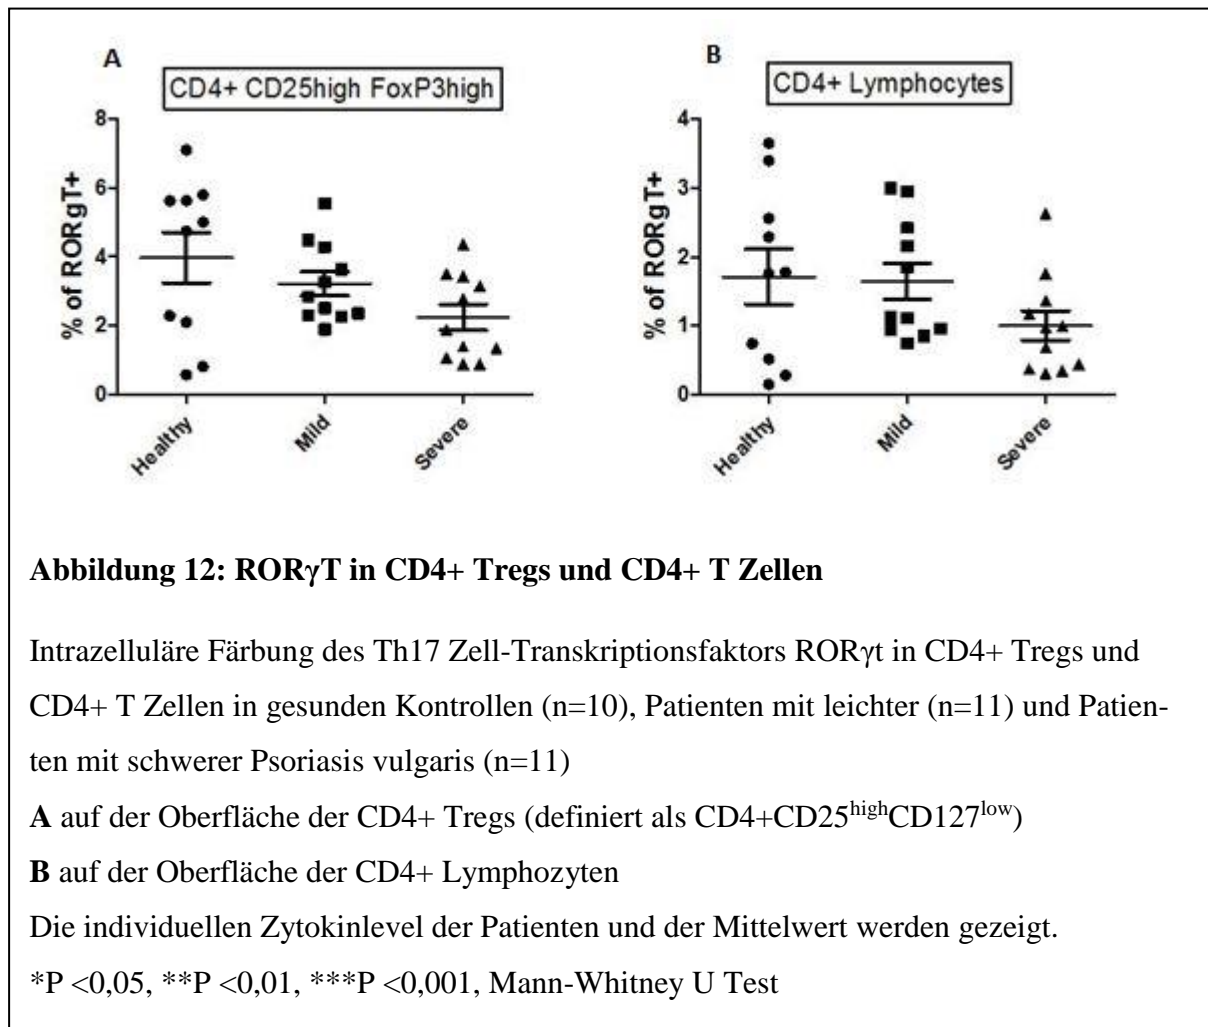 A
CD4+ CD25high FoxP3high
% of RORgT+
8
6
4
2
0
Healthy
Mild
Severe
B
CD4+ Lymphocytes
% of RORgT+
4
3
2
1
0
Healthy
Mild
Severe
Abbildung 12: RORγT in CD4+ Tregs und CD4+ T Zellen
Intrazelluläre Färbung des Th17 Zell-Transkriptionsfaktors RORγt in CD4+ Tregs und
CD4+ T Zellen in gesunden Kontrollen (n=10), Patienten mit leichter (n=11) und Patien-
ten mit schwerer Psoriasis vulgaris (n=11)
A auf der Oberfläche der CD4+ Tregs (definiert als CD4+CD25highCD127low)
B auf der Oberfläche der CD4+ Lymphozyten
Die individuellen Zytokinlevel der Patienten und der Mittelwert werden gezeigt.
*P <0,05, **P <0,01, ***P <0,001, Mann-Whitney U Test